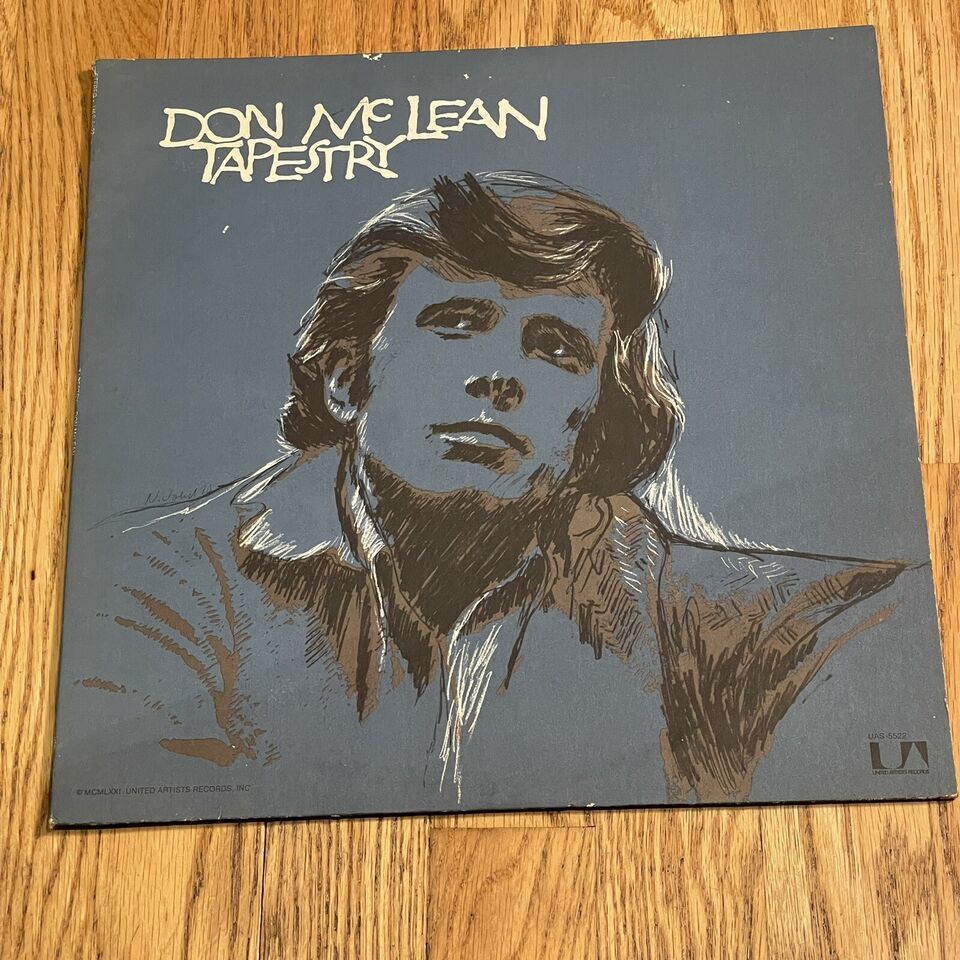 DON MCLEAN
TAPESTRY
UAS-5522
UA
UNITED ARTISTS RECORDS
© MCMLXXI UNITED ARTISTS RECORDS, INC